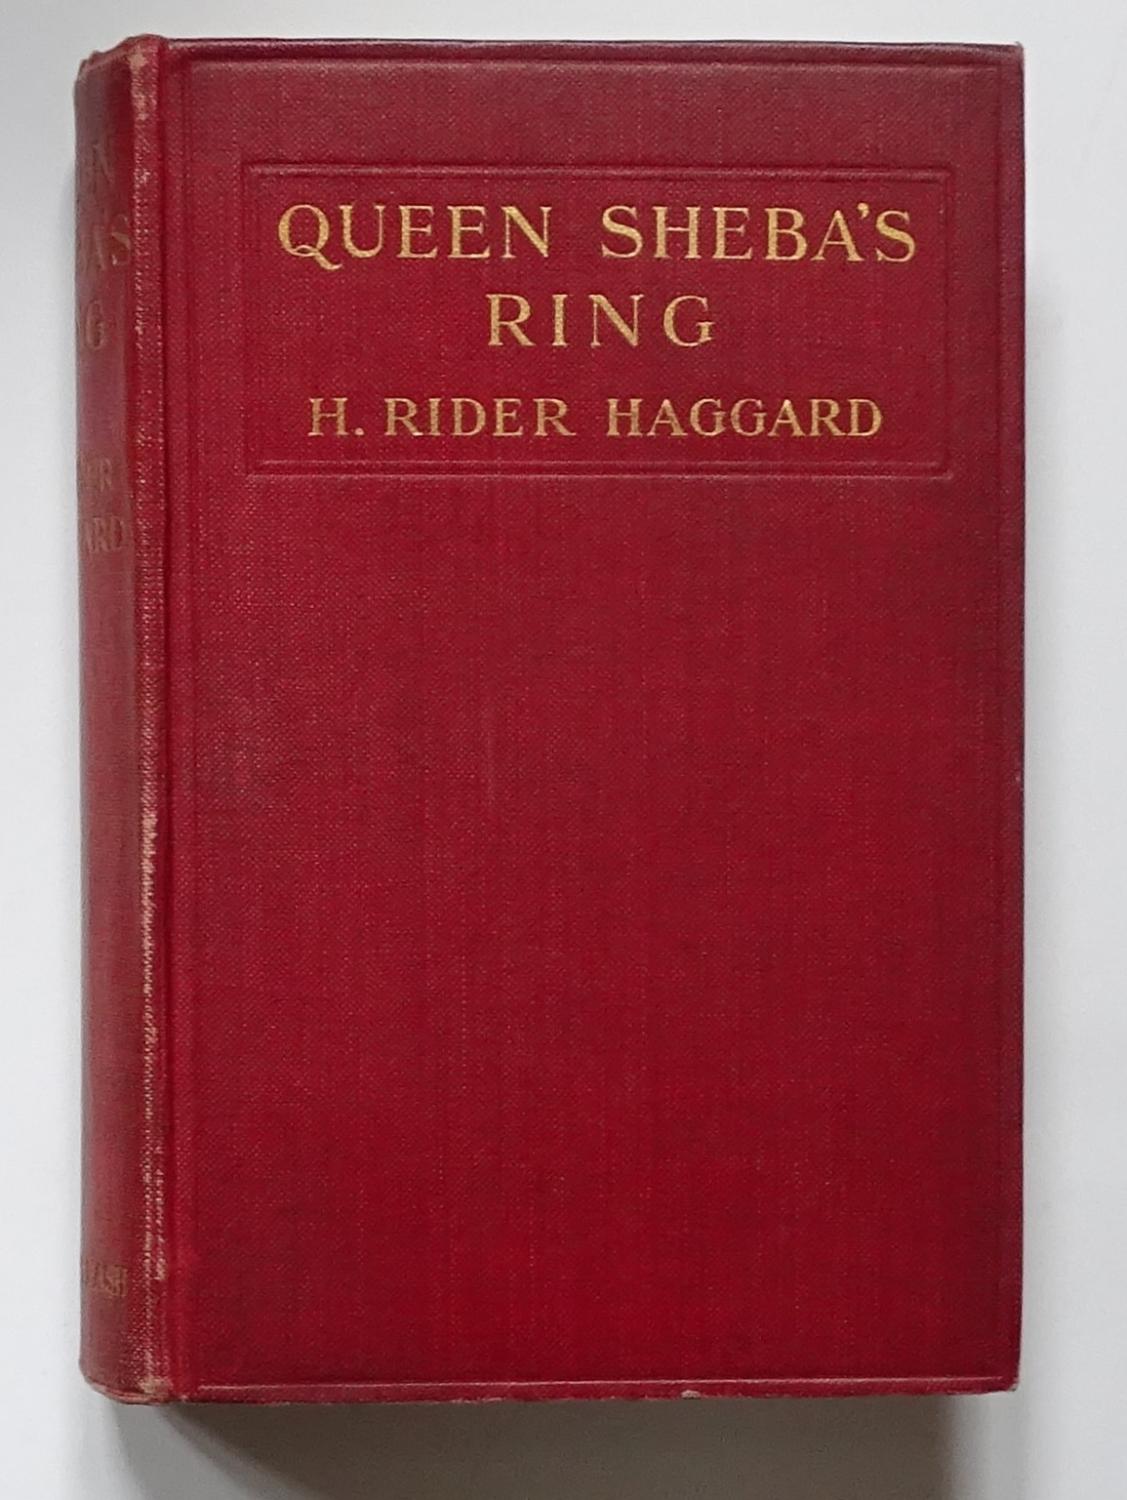 QUEEN SHEBA'S
RING
H. RIDER HAGGARD